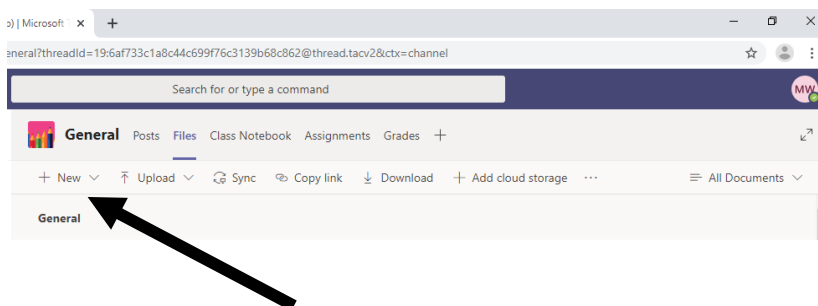 o) | Microsoft
eneral?threadId=19:6af733c1a8c44c699f76c3139b68c862@thread.tacv2&ctx=channel
Search for or type a command
MW
General Posts Files Class Notebook Assignments Grades +
+ New Upload Sync Copy link Download + Add cloud storage ... All Documents
General